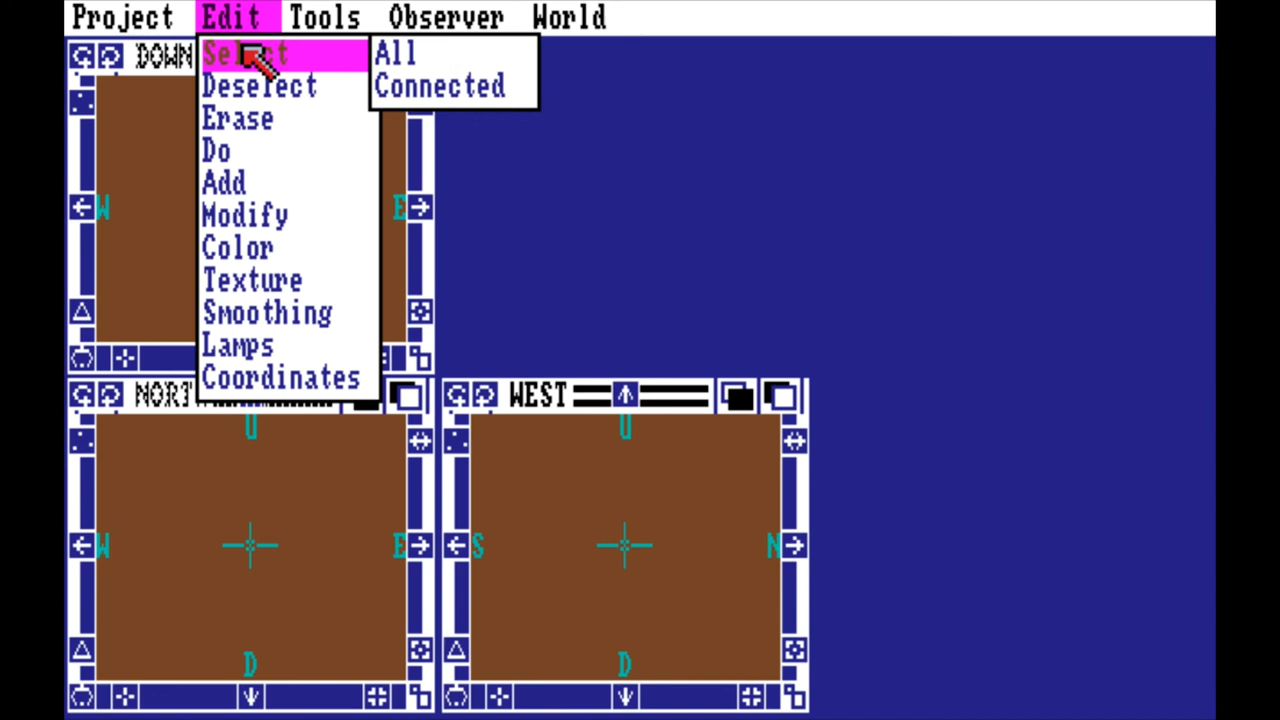 Project Edit Tools Observer World
Select All
Deselect Connected
Erase
Do
Add
Modify
Color
Texture
Smoothing
Lamps
Coordinates
DOWN
W E
WEST
U U
W E S N
D D